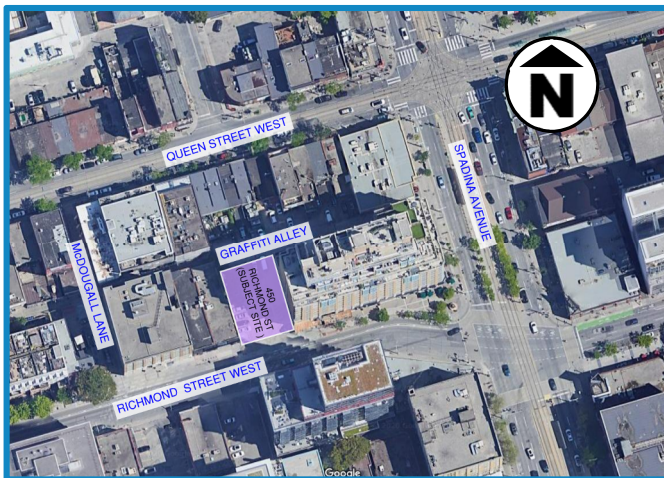 N
QUEEN STREET WEST
SPADINA AVENUE
GRAFFITI ALLEY
McDOUGALL LANE
450
RICHMOND ST
(SUBJECT SITE)
RICHMOND STREET WEST
Google